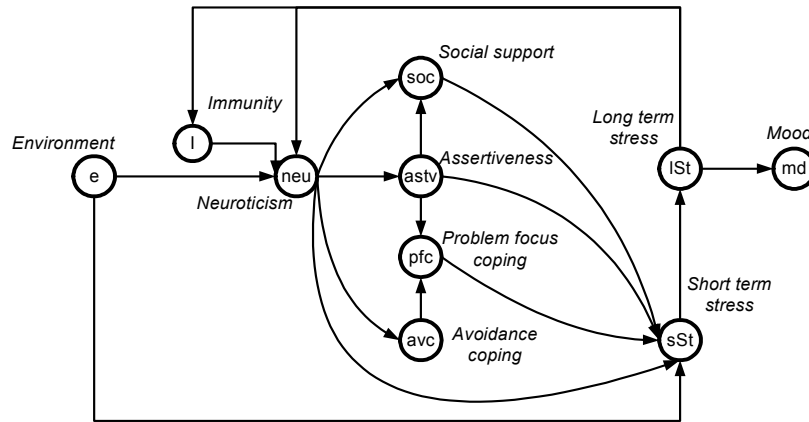 Social support
soc
Immunity
Long term
stress
Mood
Environment
I
Assertiveness
e
neu
astv
lSt
md
Neuroticism
Problem focus
coping
pfc
Short term
stress
avc
Avoidance
coping
sSt